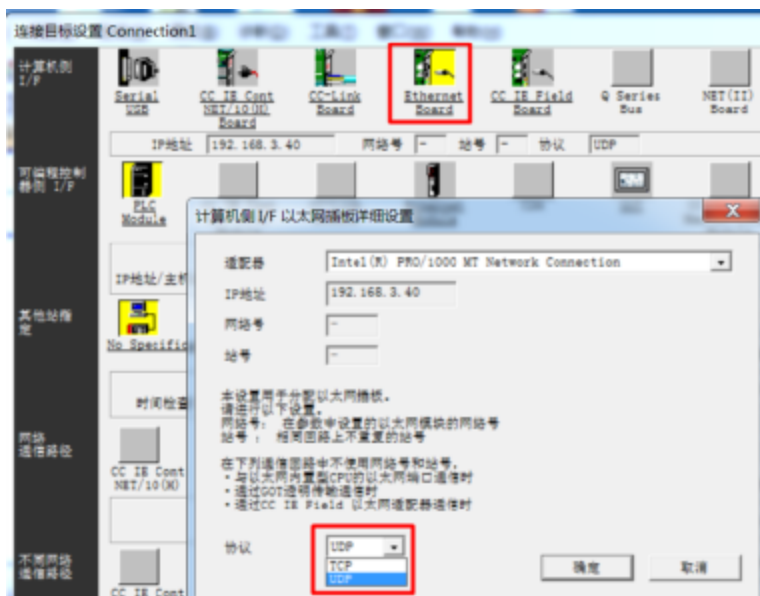 连接目标设置 Connection1
计算机侧
I/F
Serial
USB
CC IE Cont
NET/10(H)
Board
CC-Link
Board
Ethernet
Board
CC IE Field
Board
Q Series
Bus
NET(II)
Board
IP地址 192.168.3.40 网络号 - 站号 - 协议 UDP
可编程控制
器侧 I/F
PLC
Module
计算机侧 I/F 以太网插板详细设置
适配器 Intel(R) PRO/1000 MT Network Connection
IP地址/主机
IP地址 192.168.3.40
网络号 -
站号 -
其他站指
定
No Specific
时间检查
本设置用于分配以太网插板。
请进行以下设置。
网络号: 在参数中设置的以太网模块的网络号
站号 : 相同回路上不重复的站号
在下列通信回路中不使用网络号和站号。
·与以太网内置型CPU的以太网端口通信时
·通过GOT透明传输通信时
·通过CC IE Field 以太网适配器通信时
网络
通信路径
CC IE Cont
NET/10(H)
协议 UDP
TCP
UDP
确定 取消
不同网络
通信路径
CC IE Cont